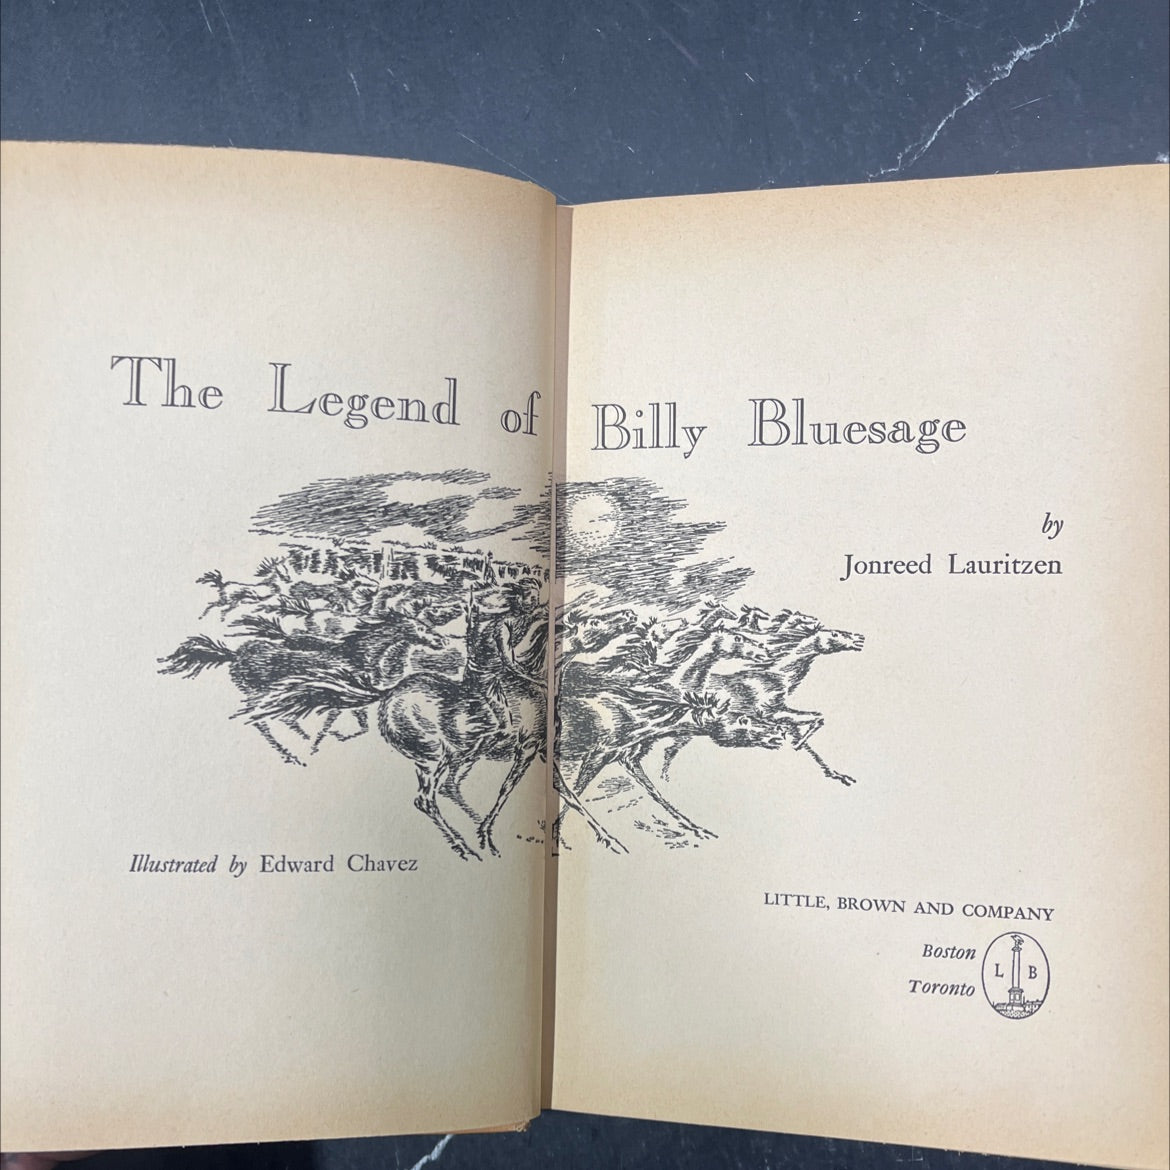 The Legend of Billy Bluesage
by
Jonreed Lauritzen
Illustrated by Edward Chavez
LITTLE, BROWN AND COMPANY
Boston
Toronto
L B